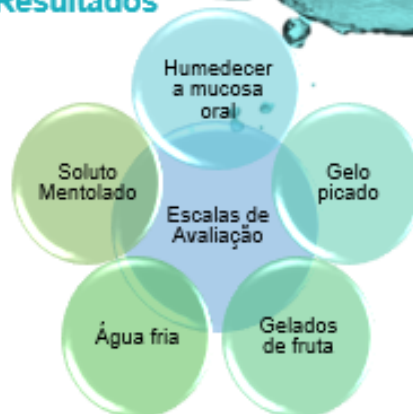 Resultados
Humedecer
a mucosa
oral
Soluto
Mentolado
Gelo
picado
Escalas de
Avaliação
Água fria
Gelados
de fruta